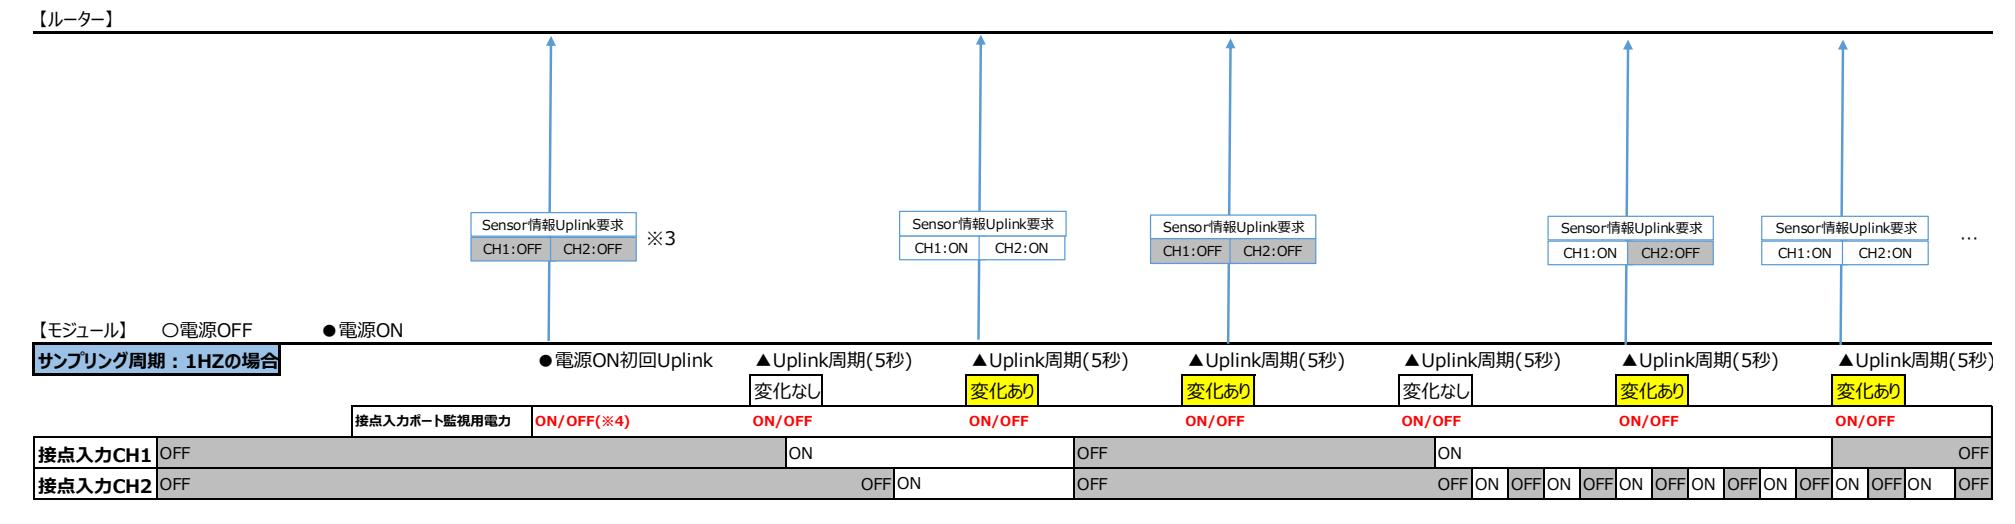 【ルーター】
Sensor情報Uplink要求
CH1:OFF CH2:OFF
※3
Sensor情報Uplink要求
CH1:ON CH2:ON
Sensor情報Uplink要求
CH1:OFF CH2:OFF
Sensor情報Uplink要求
CH1:ON CH2:OFF
Sensor情報Uplink要求
CH1:ON CH2:ON
…
【モジュール】 〇電源OFF ●電源ON
サンプリング周期：1HZの場合 ●電源ON初回Uplink ▲Uplink周期(5秒) ▲Uplink周期(5秒) ▲Uplink周期(5秒) ▲Uplink周期(5秒) ▲Uplink周期(5秒) ▲Uplink周期(5秒)
変化なし 変化あり 変化あり 変化なし 変化あり 変化あり
接点入力ポート監視用電力 ON/OFF(※4) ON/OFF ON/OFF ON/OFF ON/OFF ON/OFF ON/OFF
接点入力CH1 OFF ON OFF ON OFF
接点入力CH2 OFF OFF ON OFF OFF ON OFF ON OFF ON OFF ON OFF ON OFF ON OFF ON OFF